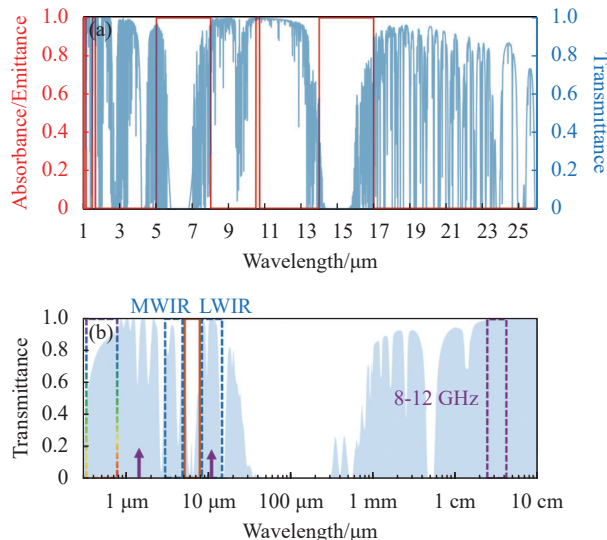 (a)
Absorbance/Emittance
Transmittance
1.0 0.8 0.6 0.4 0.2 0
1.0 0.8 0.6 0.4 0.2 0
1 3 5 7 9 11 13 15 17 19 21 23 25
Wavelength/μm
MWIR LWIR
(b)
Transmittance
1.0 0.8 0.6 0.4 0.2 0
8-12 GHz
1 μm 10 μm 100 μm 1 mm 1 cm 10 cm
Wavelength/μm